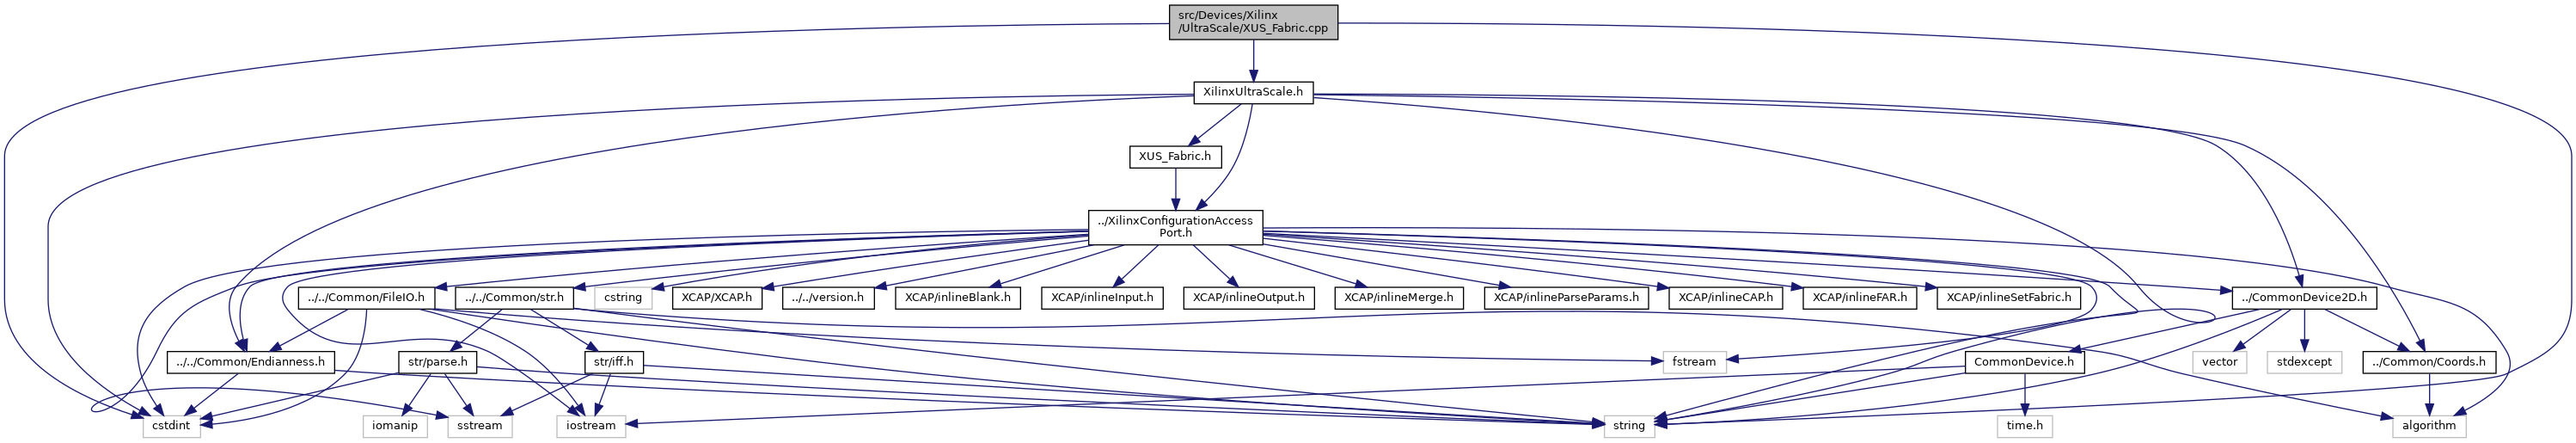 src/Devices/Xilinx
/UltraScale/XUS_Fabric.cpp
XilinxUltraScale.h
XUS_Fabric.h
../XilinxConfigurationAccess
Port.h
../../Common/FileIO.h
../../Common/str.h
cstring
XCAP/XCAP.h
../../version.h
XCAP/inlineBlank.h
XCAP/inlineInput.h
XCAP/inlineOutput.h
XCAP/inlineMerge.h
XCAP/inlineParseParams.h
XCAP/inlineCAP.h
XCAP/inlineFAR.h
XCAP/inlineSetFabric.h
../CommonDevice2D.h
../../Common/Endianness.h
str/parse.h
str/iff.h
fstream
CommonDevice.h
vector
stdexcept
../Common/Coords.h
cstdint
iomanip
sstream
iostream
string
time.h
algorithm